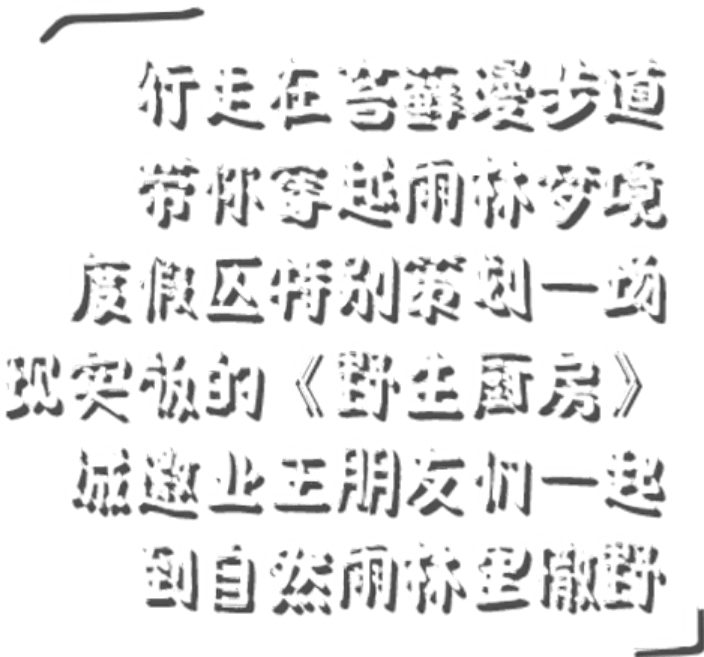 行走在苔藓漫步道
带你穿越雨林梦境
度假区特别策划一场
现实版的《野生厨房》
诚邀业主朋友们一起
到自然雨林里撒野